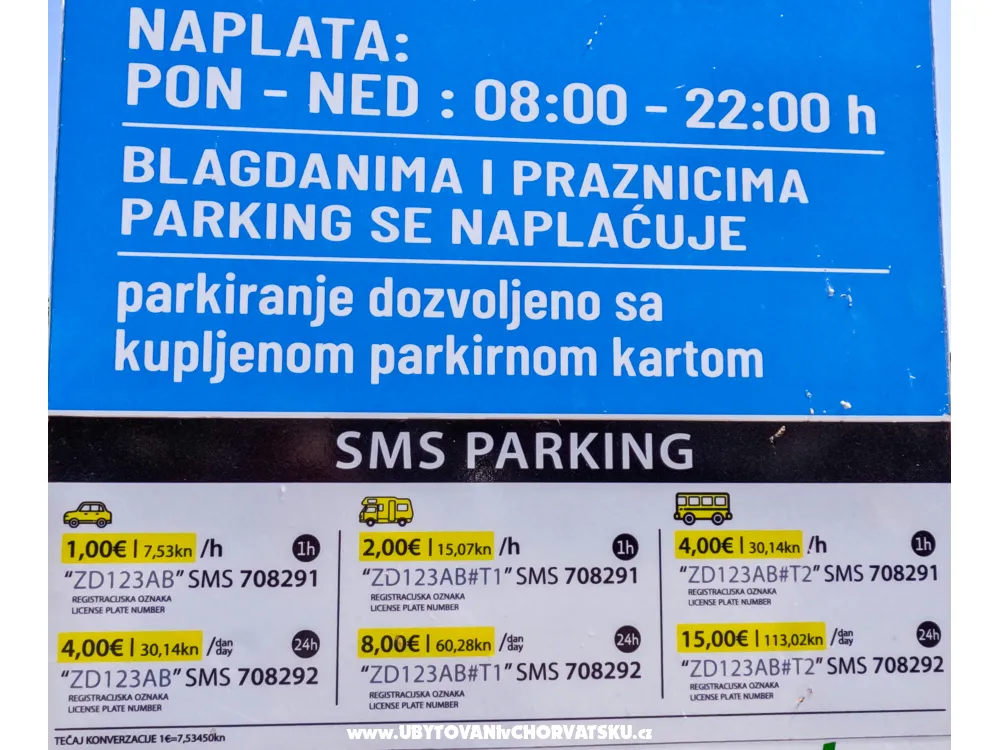 NAPLATA:
PON - NED : 08:00 - 22:00 h
BLAGDANIMA I PRAZNICIMA
PARKING SE NAPLAĆUJE
parkiranje dozvoljeno sa
kupljenom parkirnom kartom
SMS PARKING
1,00€ | 7,53kn /h 1h
"ZD123AB" SMS 708291
REGISTRACIJSKA OZNAKA
LICENSE PLATE NUMBER
4,00€ | 30,14kn /dan day 24h
"ZD123AB" SMS 708292
REGISTRACIJSKA OZNAKA
LICENSE PLATE NUMBER
2,00€ | 15,07kn /h 1h
"ZD123AB#T1" SMS 708291
REGISTRACIJSKA OZNAKA
LICENSE PLATE NUMBER
8,00€ | 60,28kn /dan day 24h
"ZD123AB#T1" SMS 708292
REGISTRACIJSKA OZNAKA
LICENSE PLATE NUMBER
4,00€ | 30,14kn /h 1h
"ZD123AB#T2" SMS 708291
REGISTRACIJSKA OZNAKA
LICENSE PLATE NUMBER
15,00€ | 113,02kn /dan day 24h
"ZD123AB#T2" SMS 708292
REGISTRACIJSKA OZNAKA
LICENSE PLATE NUMBER
TEČAJ KONVERZACIJE 1€=7,53450kn
www.UBYTOVANIvCHORVATSKU.cz